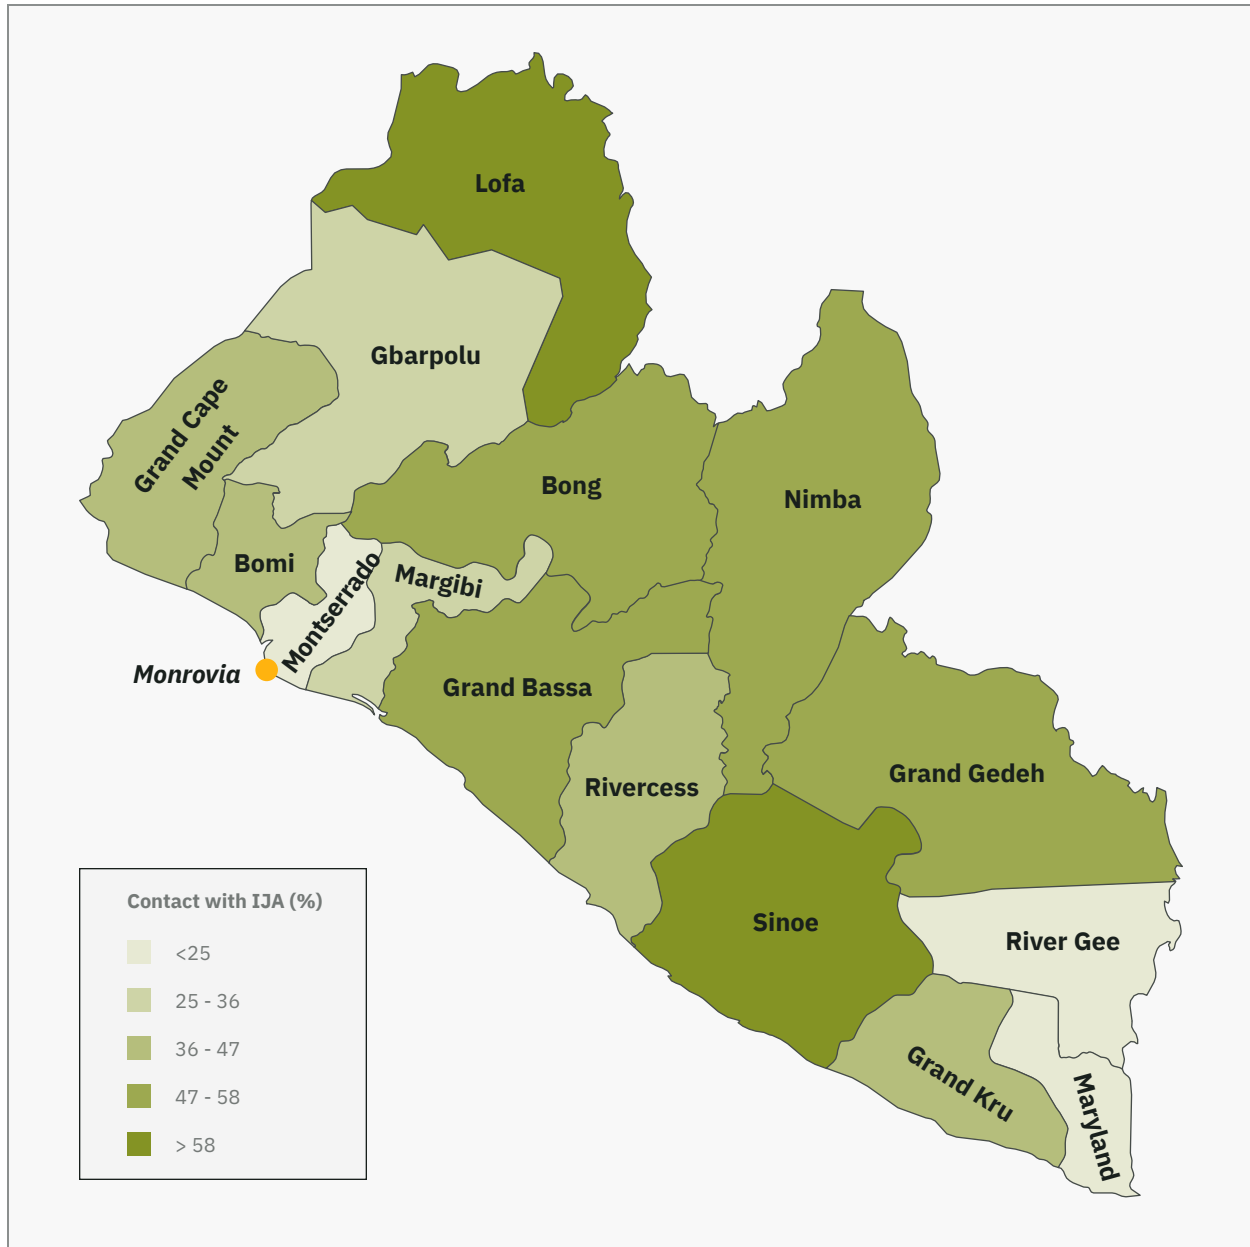 Lofa
Gbarpolu
Grand Cape
Mount
Bong
Nimba
Bomi
Montserrado
Margibi
Monrovia
Grand Bassa
Rivercess
Grand Gedeh
Sinoe
River Gee
Grand Kru
Maryland
Contact with IJA (%)
<25
25 - 36
36 - 47
47 - 58
> 58